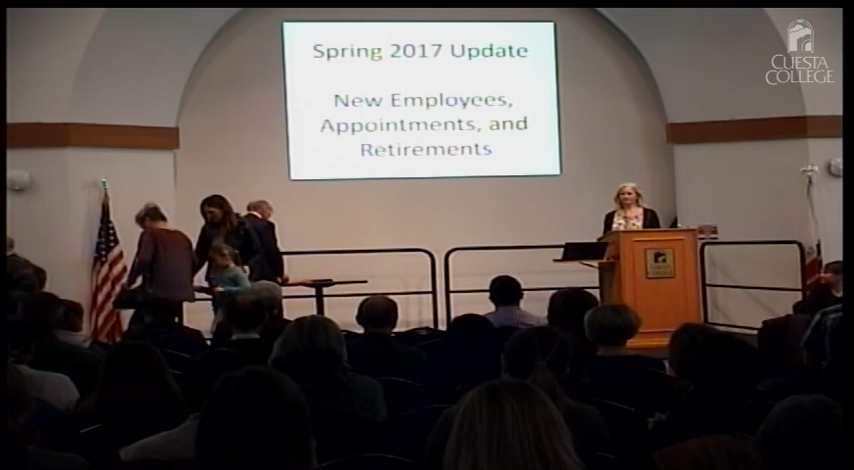 Spring 2017 Update
New Employees,
Appointments, and
Retirements
CUESTA
COLLEGE